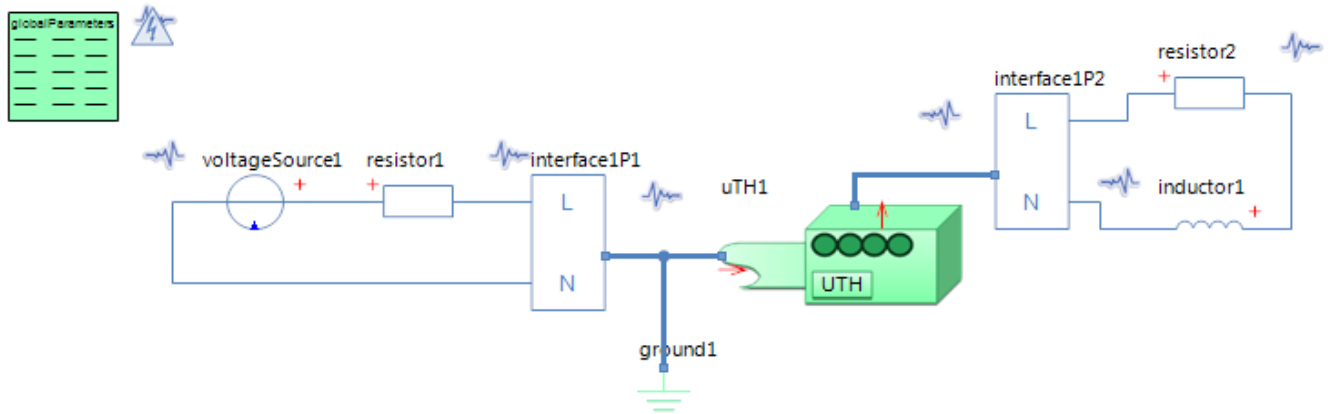 globalParameters
voltageSource1
resistor1
interface1P1
L
N
ground1
uTH1
UTH
interface1P2
L
N
resistor2
inductor1